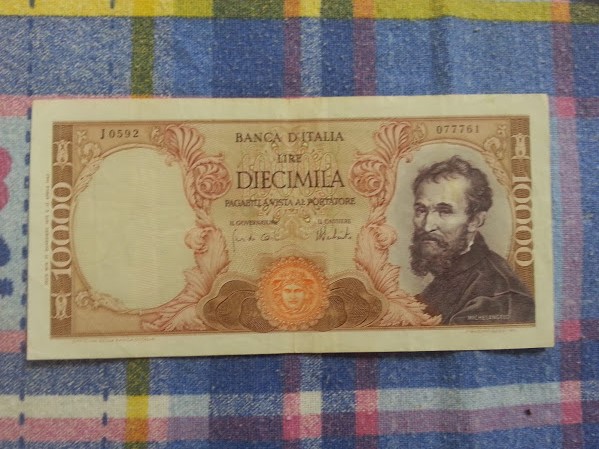 J 0592
077761
BANCA D'ITALIA
LIRE
DIECIMILA
PAGABILI A VISTA AL PORTATORE
IL GOVERNATORE IL CASSIERE
10000
10000
MICHELANGELO